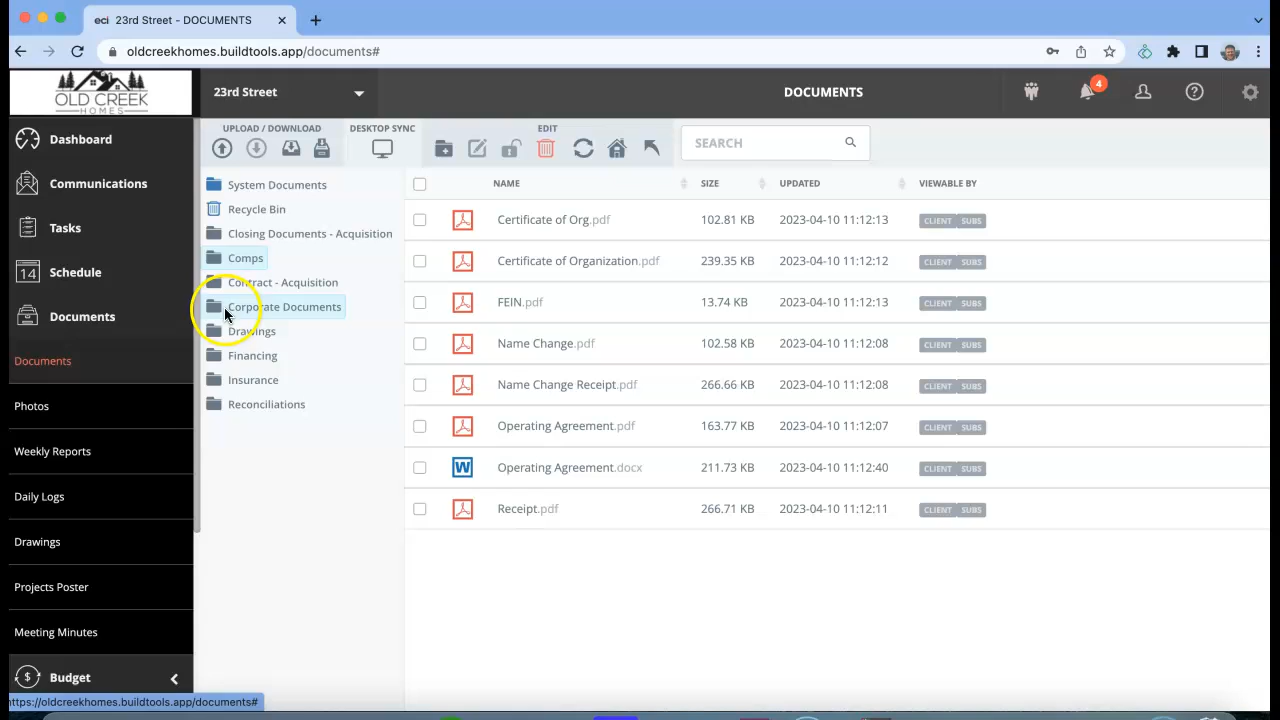 eci 23rd Street - DOCUMENTS
oldcreekhomes.buildtools.app/documents#
OLD CREEK
HOMES
23rd Street
DOCUMENTS
4
Dashboard
Communications
Tasks
14 Schedule
Documents
Documents
Photos
Weekly Reports
Daily Logs
Drawings
Projects Poster
Meeting Minutes
$ Budget
UPLOAD / DOWNLOAD
DESKTOP SYNC
EDIT
SEARCH
System Documents
Recycle Bin
Closing Documents - Acquisition
Comps
Contract - Acquisition
Corporate Documents
Drawings
Financing
Insurance
Reconciliations
NAME SIZE UPDATED VIEWABLE BY
Certificate of Org.pdf 102.81 KB 2023-04-10 11:12:13 CLIENT SUBS
Certificate of Organization.pdf 239.35 KB 2023-04-10 11:12:12 CLIENT SUBS
FEIN.pdf 13.74 KB 2023-04-10 11:12:13 CLIENT SUBS
Name Change.pdf 102.58 KB 2023-04-10 11:12:08 CLIENT SUBS
Name Change Receipt.pdf 266.66 KB 2023-04-10 11:12:08 CLIENT SUBS
Operating Agreement.pdf 163.77 KB 2023-04-10 11:12:07 CLIENT SUBS
W Operating Agreement.docx 211.73 KB 2023-04-10 11:12:40 CLIENT SUBS
Receipt.pdf 266.71 KB 2023-04-10 11:12:11 CLIENT SUBS
https://oldcreekhomes.buildtools.app/documents#